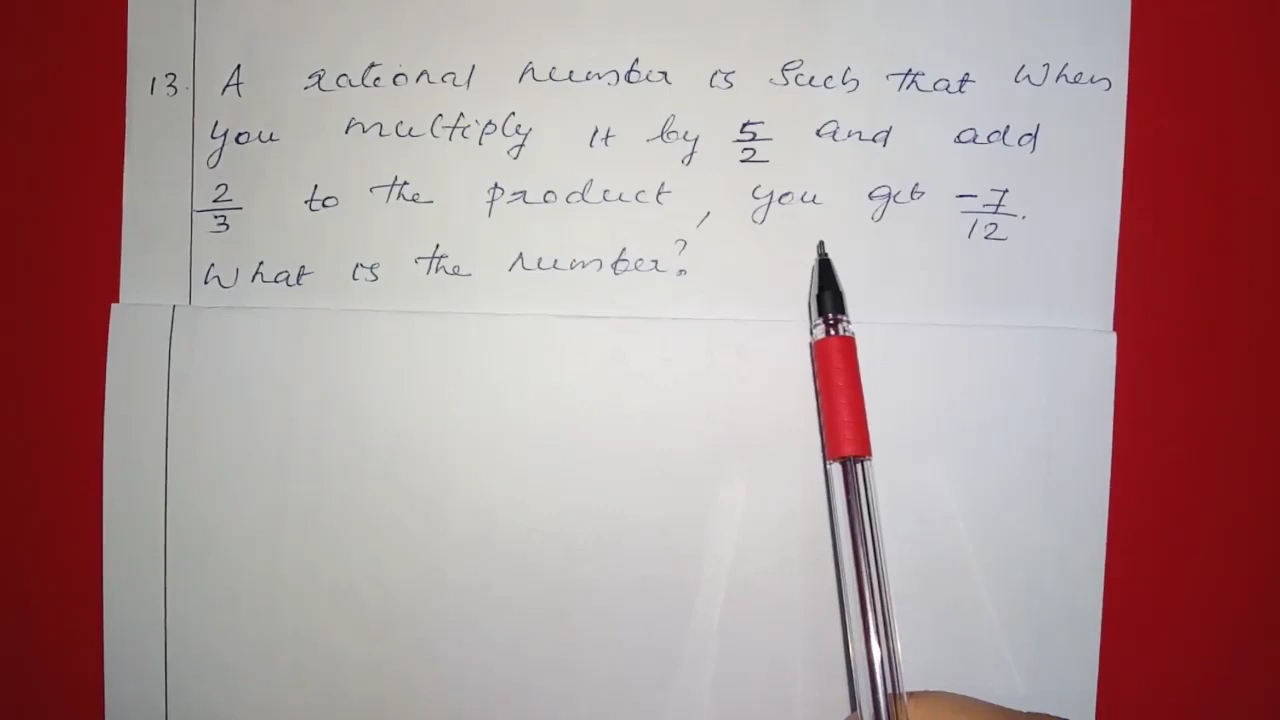 13. A rational number is such that when
you multiply it by 5/2 and add
2/3 to the product, you get -7/12.
What is the number?